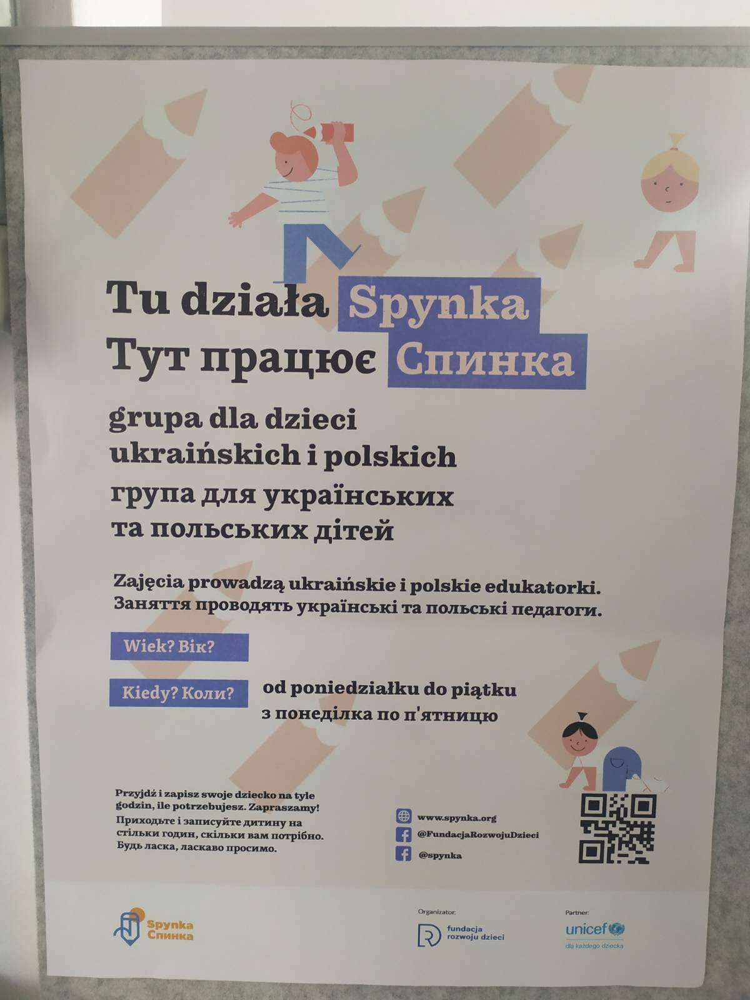 Tu działa Spynka
Тут працює Спинка
grupa dla dzieci
ukraińskich i polskich
група для українських
та польських дітей
Zajęcia prowadzą ukraińskie i polskie edukatorki.
Заняття проводять українські та польські педагоги.
Wiek? Вік?
Kiedy? Коли?
od poniedziałku do piątku
з понеділка по п'ятницю
Przyjdź i zapisz swoje dziecko na tyle
godzin, ile potrzebujesz. Zapraszamy!
Приходьте і записуйте дитину на
стільки годин, скільки вам потрібно.
Будь ласка, ласкаво просимо.
www.spynka.org
@FundacjaRozwojuDzieci
@spynka
Spynka
Спинка
Organizator:
fundacja
rozwoju dzieci
Partner:
unicef
dla każdego dziecka